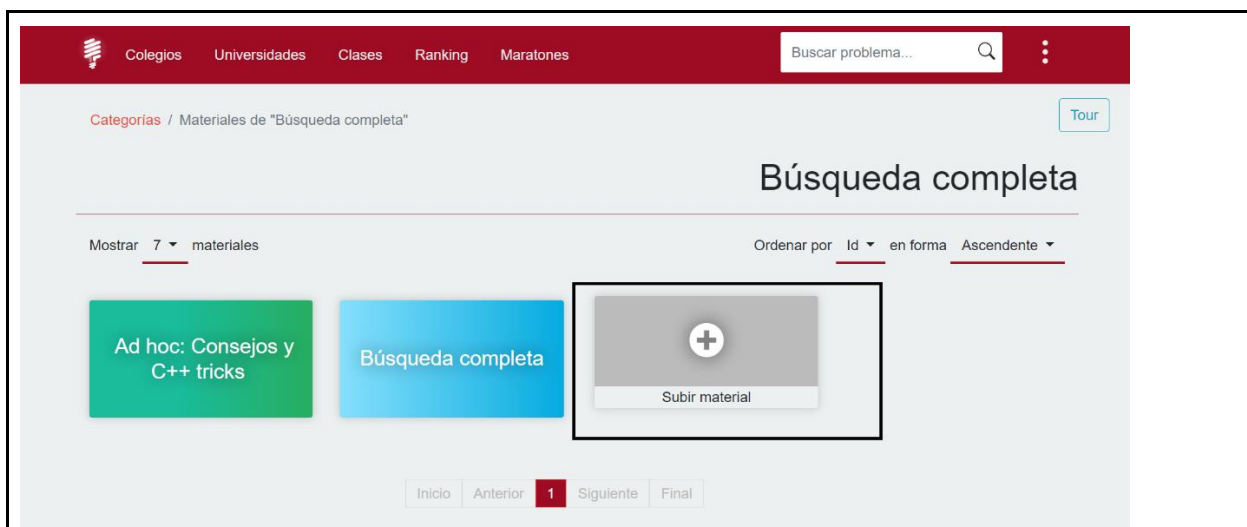 Colegios Universidades Clases Ranking Maratones Buscar problema...
Categorías / Materiales de "Búsqueda completa" Tour
Búsqueda completa
Mostrar 7 materiales Ordenar por Id en forma Ascendente
Ad hoc: Consejos y
C++ tricks
Búsqueda completa
Subir material
Inicio Anterior 1 Siguiente Final